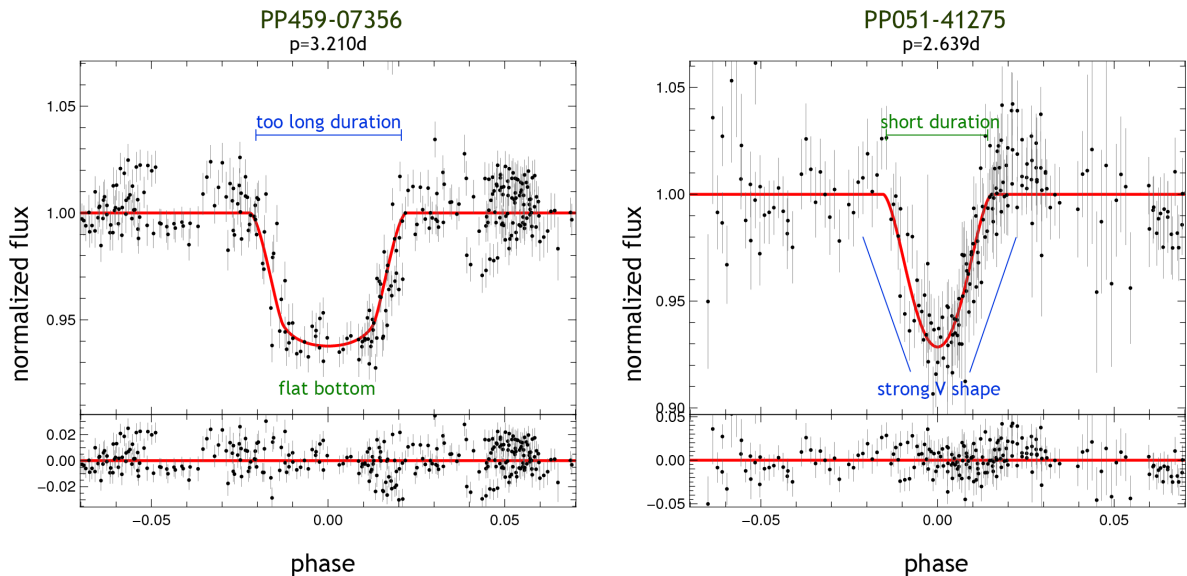 PP459-07356
p=3.210d
normalized flux
1.05
1.00
0.95
too long duration
flat bottom
0.02
0.00
−0.02
−0.05
0.00
0.05
phase
PP051-41275
p=2.639d
normalized flux
1.05
1.00
0.95
0.90
short duration
strong V shape
0.05
0.00
−0.05
−0.05
0.00
0.05
phase